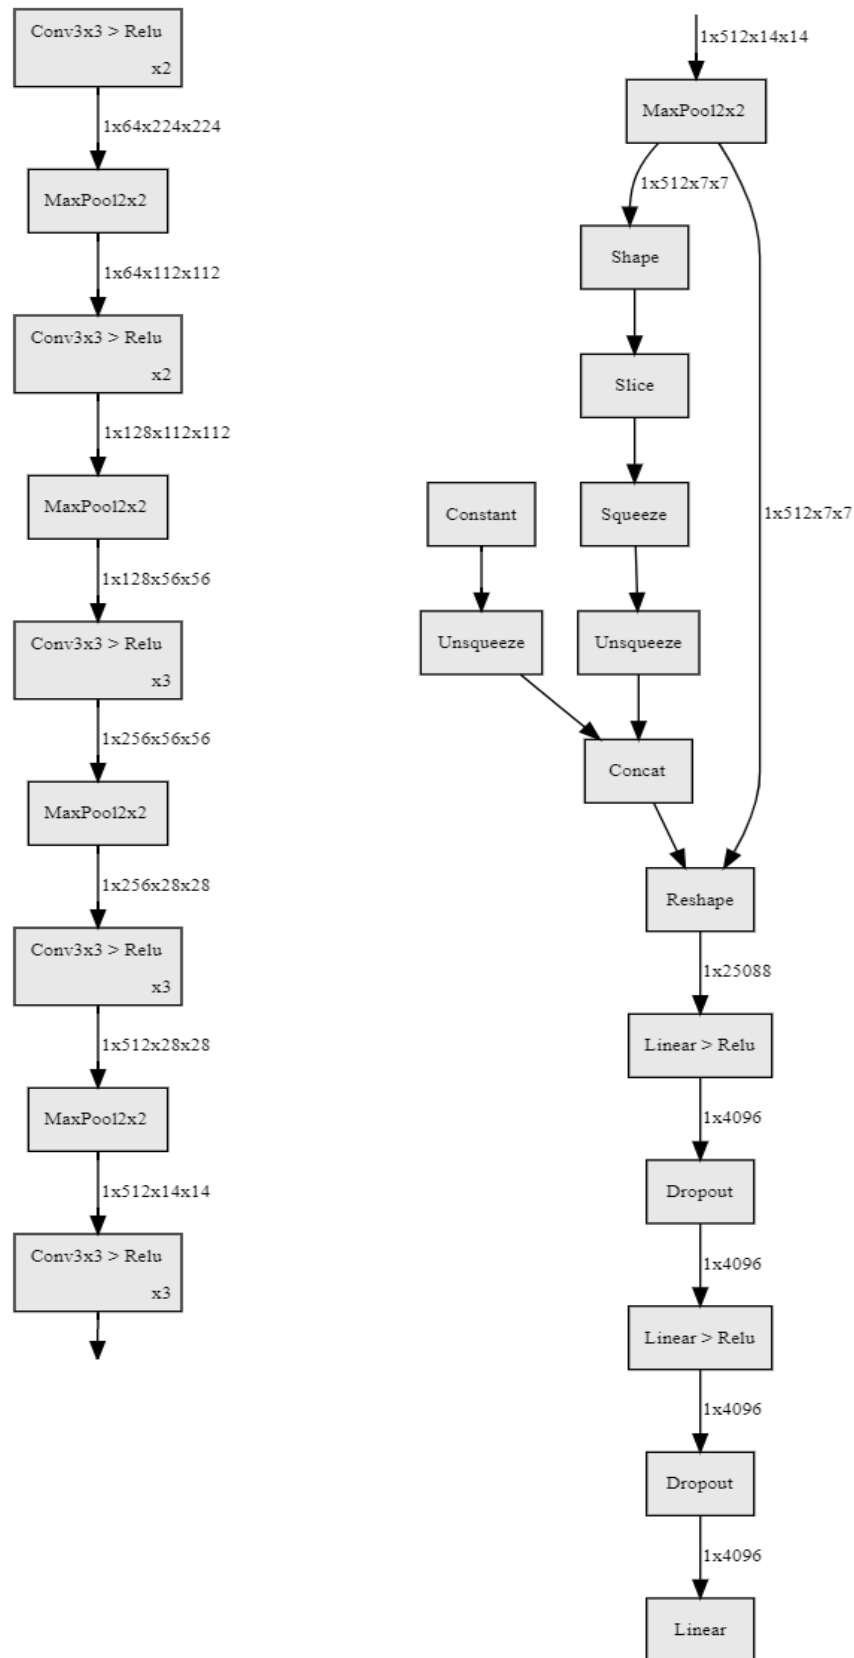 Conv3x3 > Relu
x2
1x64x224x224
MaxPool2x2
1x64x112x112
Conv3x3 > Relu
x2
1x128x112x112
MaxPool2x2
1x128x56x56
Conv3x3 > Relu
x3
1x256x56x56
MaxPool2x2
1x256x28x28
Conv3x3 > Relu
x3
1x512x28x28
MaxPool2x2
1x512x14x14
Conv3x3 > Relu
x3
1x512x14x14
MaxPool2x2
1x512x7x7
Shape
Slice
Constant
Squeeze
1x512x7x7
Unsqueeze
Unsqueeze
Concat
Reshape
1x25088
Linear > Relu
1x4096
Dropout
1x4096
Linear > Relu
1x4096
Dropout
1x4096
Linear